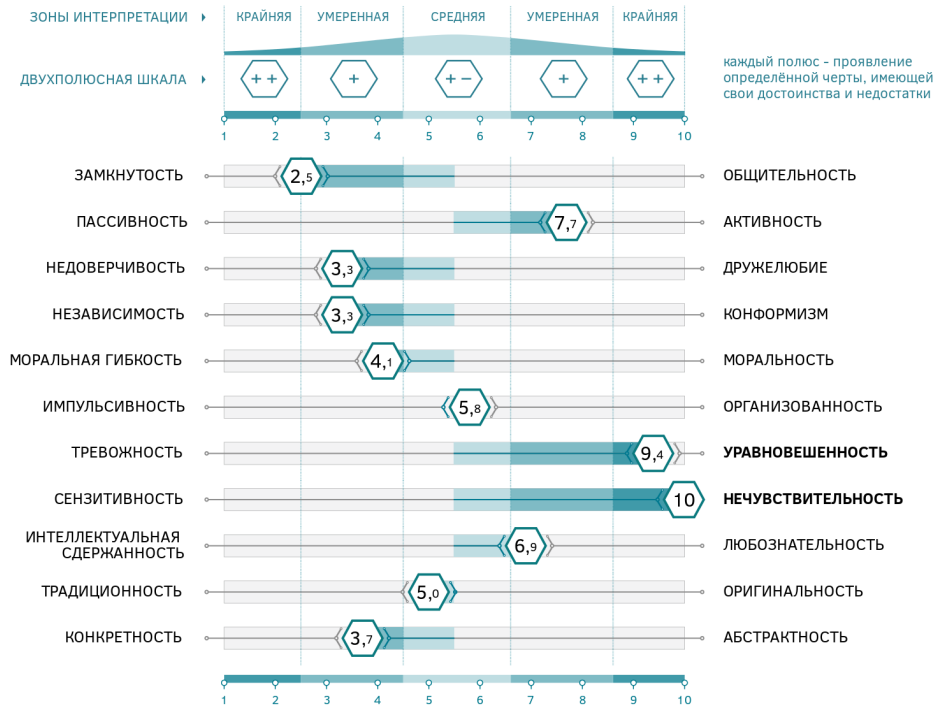 ЗОНЫ ИНТЕРПРЕТАЦИИ КРАЙНЯЯ УМЕРЕННАЯ СРЕДНЯЯ УМЕРЕННАЯ КРАЙНЯЯ
ДВУХПОЛЮСНАЯ ШКАЛА ++ + +- + ++
каждый полюс - проявление
определённой черты, имеющей
свои достоинства и недостатки
1 2 3 4 5 6 7 8 9 10
ЗАМКНУТОСТЬ 2,5 ОБЩИТЕЛЬНОСТЬ
ПАССИВНОСТЬ 7,7 АКТИВНОСТЬ
НЕДОВЕРЧИВОСТЬ 3,3 ДРУЖЕЛЮБИЕ
НЕЗАВИСИМОСТЬ 3,3 КОНФОРМИЗМ
МОРАЛЬНАЯ ГИБКОСТЬ 4,1 МОРАЛЬНОСТЬ
ИМПУЛЬСИВНОСТЬ 5,8 ОРГАНИЗОВАННОСТЬ
ТРЕВОЖНОСТЬ 9,4 УРАВНОВЕШЕННОСТЬ
СЕНЗИТИВНОСТЬ 10 НЕЧУВСТВИТЕЛЬНОСТЬ
ИНТЕЛЛЕКТУАЛЬНАЯ
СДЕРЖАННОСТЬ 6,9 ЛЮБОЗНАТЕЛЬНОСТЬ
ТРАДИЦИОННОСТЬ 5,0 ОРИГИНАЛЬНОСТЬ
КОНКРЕТНОСТЬ 3,7 АБСТРАКТНОСТЬ
1 2 3 4 5 6 7 8 9 10